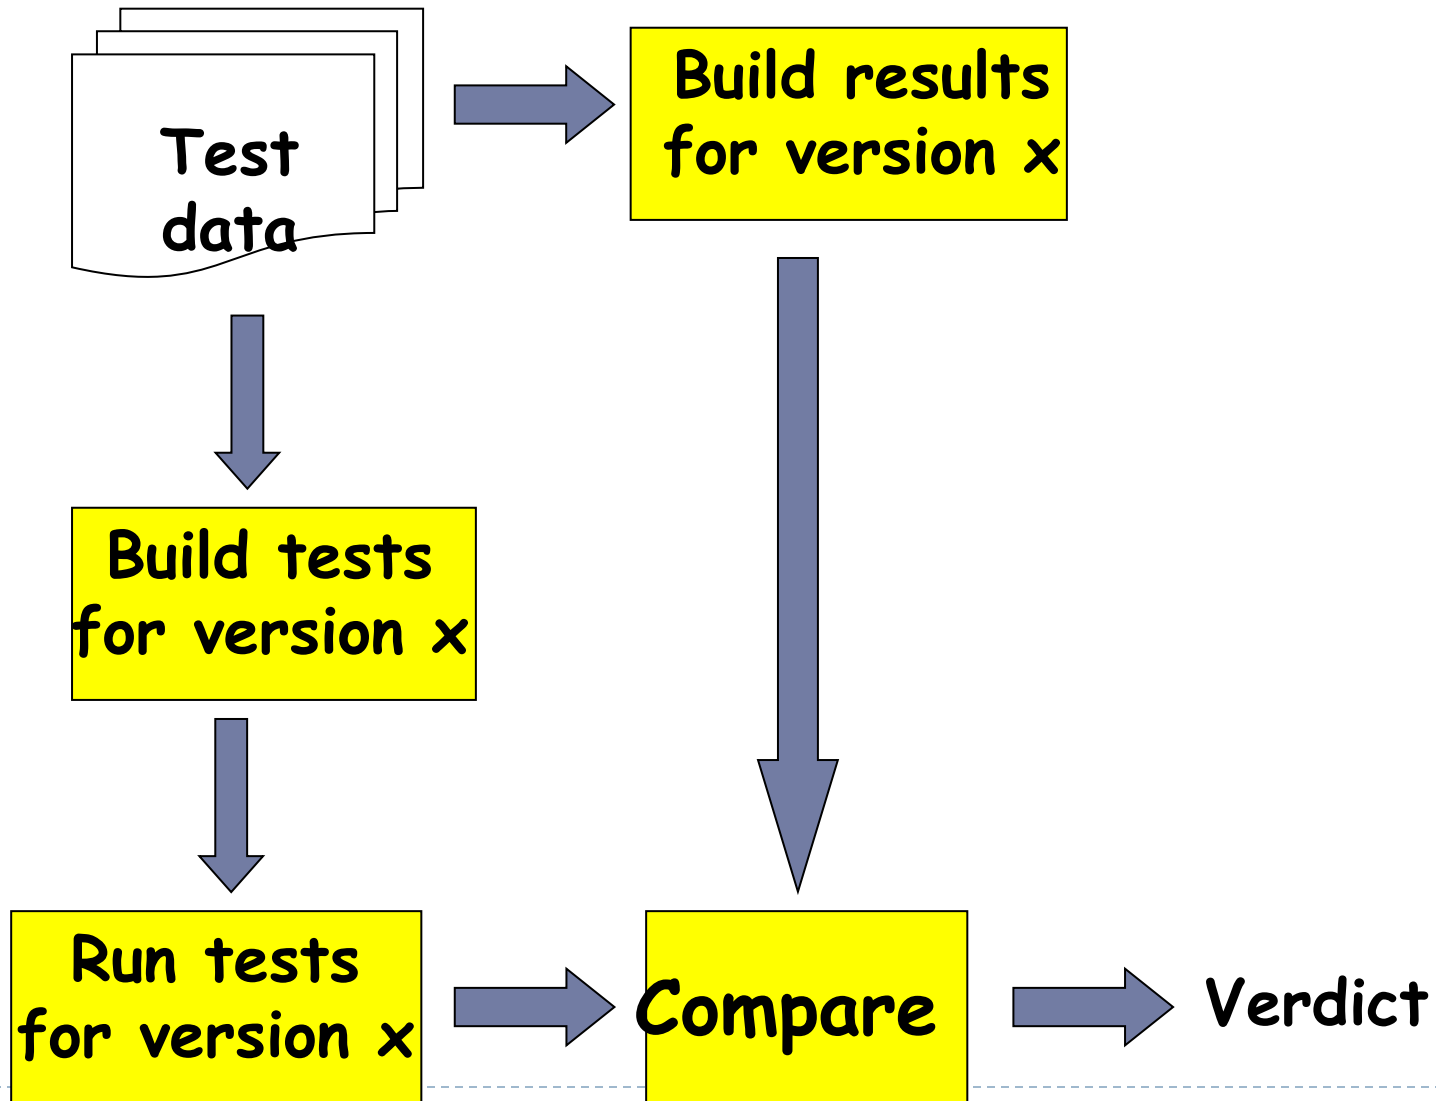 Test
data
Build results
for version x
Build tests
for version x
Run tests
for version x
Compare
Verdict